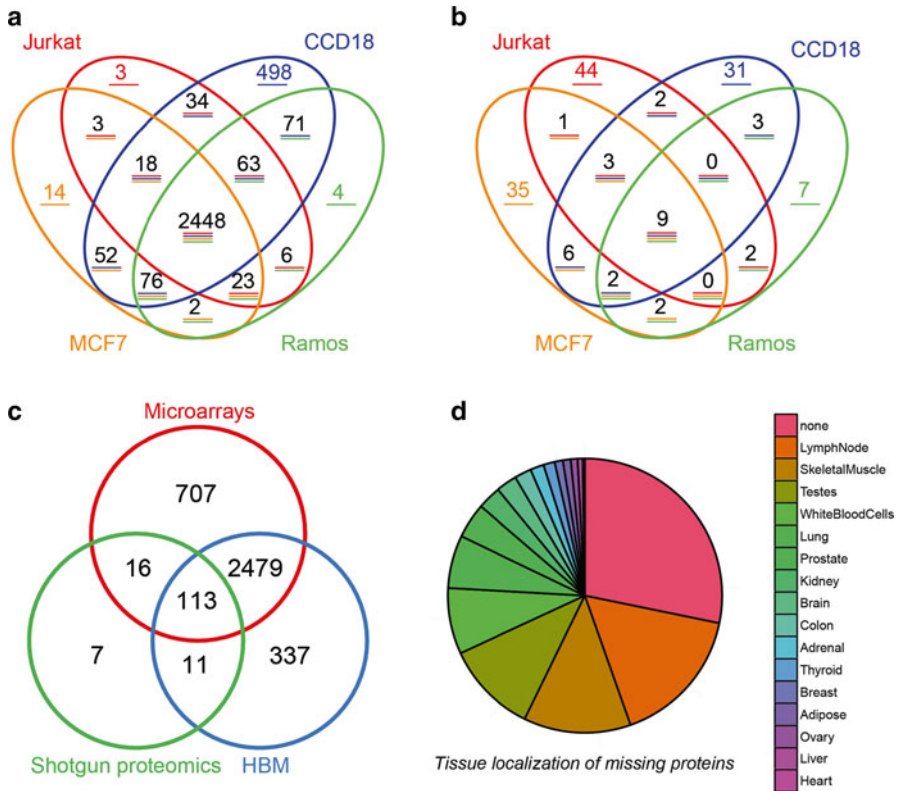 a
Jurkat
CCD18
3
498
34
3
71
18
63
14
4
2448
52
76
23
6
2
MCF7
Ramos
b
Jurkat
CCD18
44
31
2
1
3
3
0
35
7
9
6
2
0
2
2
MCF7
Ramos
c
Microarrays
707
16
2479
113
7
11
337
Shotgun proteomics
HBM
d
Tissue localization of missing proteins
none
LymphNode
SkeletalMuscle
Testes
WhiteBloodCells
Lung
Prostate
Kidney
Brain
Colon
Adrenal
Thyroid
Breast
Adipose
Ovary
Liver
Heart